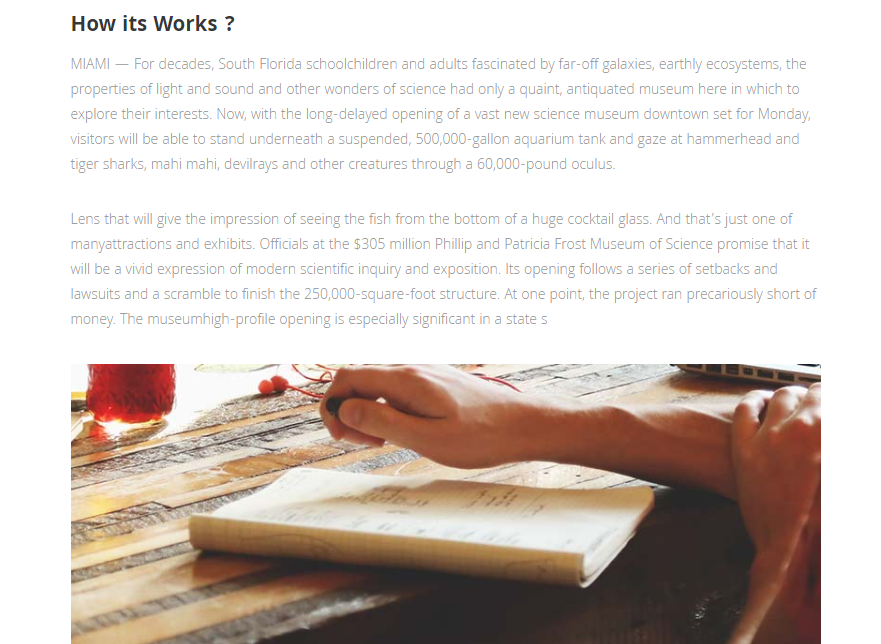 How its Works ?
MIAMI — For decades, South Florida schoolchildren and adults fascinated by far-off galaxies, earthly ecosystems, the
properties of light and sound and other wonders of science had only a quaint, antiquated museum here in which to
explore their interests. Now, with the long-delayed opening of a vast new science museum downtown set for Monday,
visitors will be able to stand underneath a suspended, 500,000-gallon aquarium tank and gaze at hammerhead and
tiger sharks, mahi mahi, devilrays and other creatures through a 60,000-pound oculus.
Lens that will give the impression of seeing the fish from the bottom of a huge cocktail glass. And that's just one of
manyattractions and exhibits. Officials at the $305 million Phillip and Patricia Frost Museum of Science promise that it
will be a vivid expression of modern scientific inquiry and exposition. Its opening follows a series of setbacks and
lawsuits and a scramble to finish the 250,000-square-foot structure. At one point, the project ran precariously short of
money. The museumhigh-profile opening is especially significant in a state s